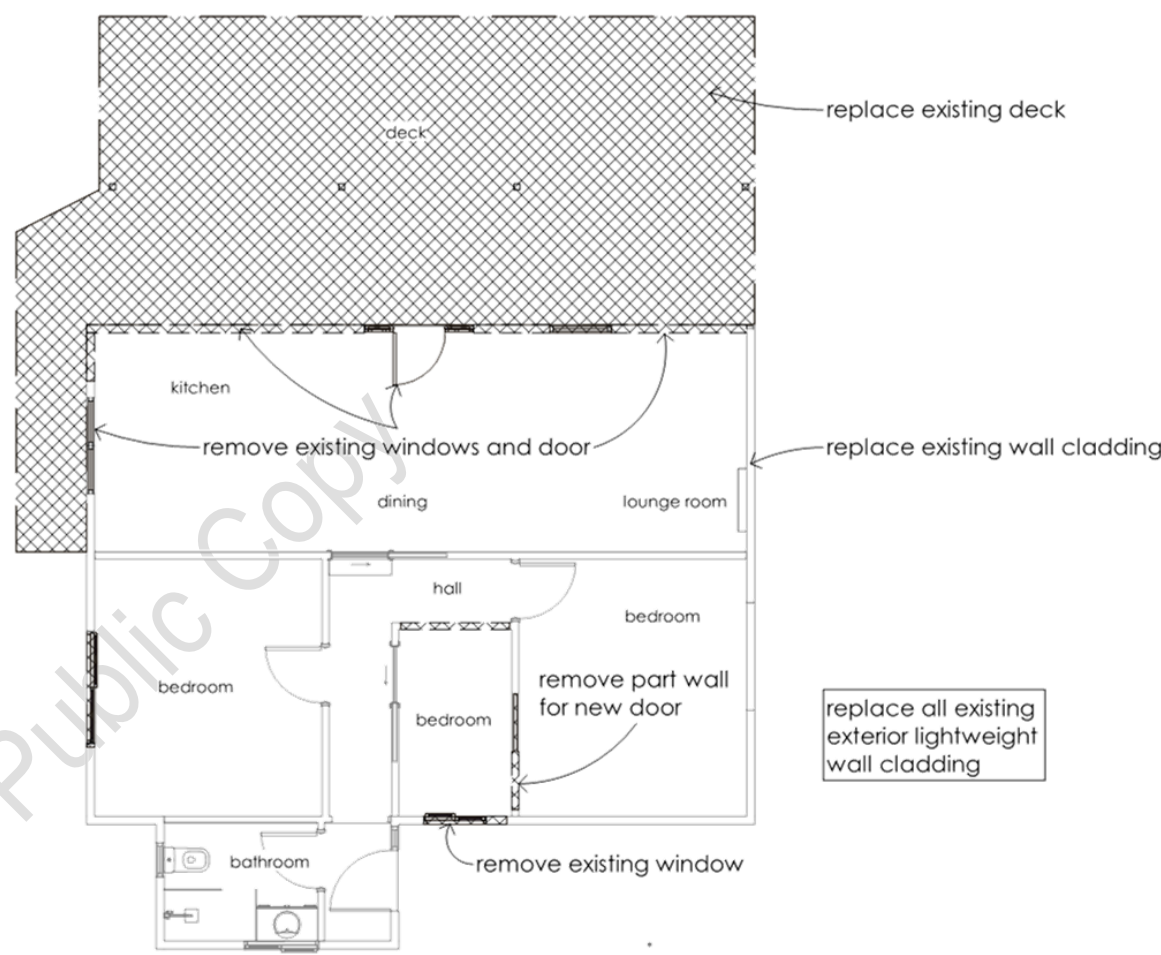 replace existing deck
deck
kitchen
remove existing windows and door
replace existing wall cladding
dining
lounge room
hall
bedroom
bedroom
remove part wall
for new door
bedroom
replace all existing
exterior lightweight
wall cladding
bathroom
remove existing window
Public Copy